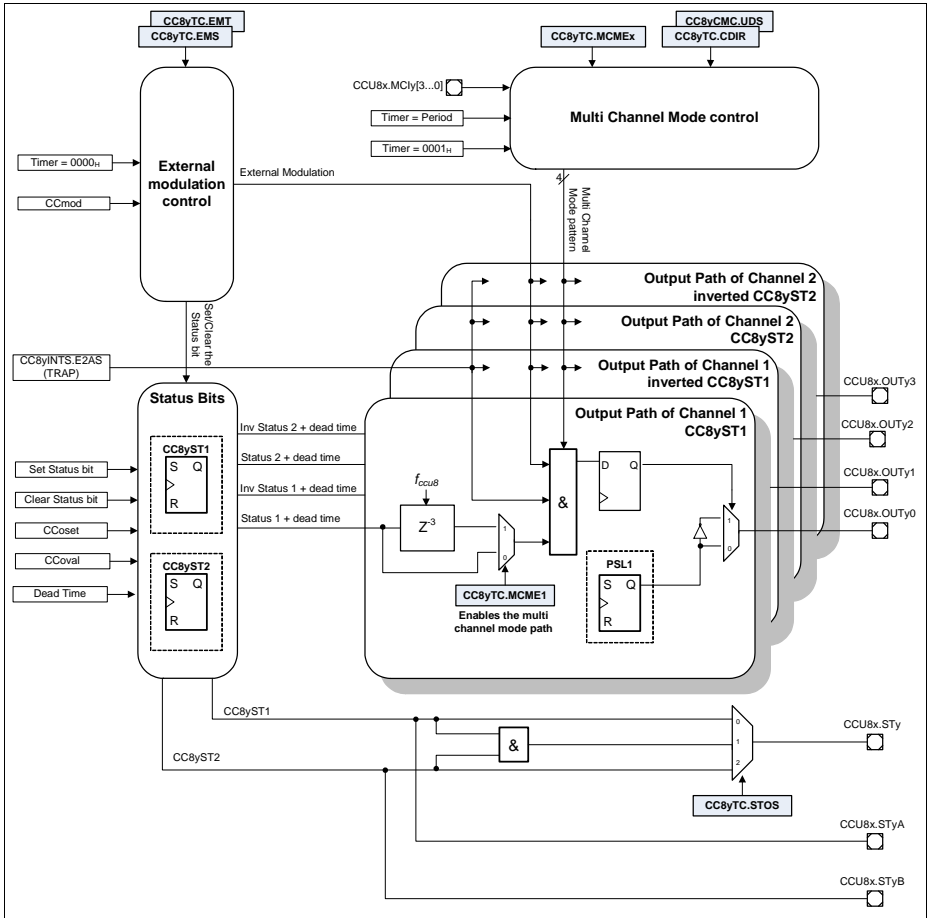 CC8yTC.EMT
CC8yTC.EMS
CC8yCMC.UDS
CC8yTC.MCMEx
CC8yTC.CDIR
CCU8x.MCIy[3...0]
Timer = Period
Timer = 0001H
Multi Channel Mode control
Timer = 0000H
CCmod
External
modulation
control
External Modulation
4
Multi Channel
Mode pattern
Set/Clear the
Status bit
CC8yINTS.E2AS
(TRAP)
Output Path of Channel 2
inverted CC8yST2
Output Path of Channel 2
CC8yST2
Output Path of Channel 1
inverted CC8yST1
Output Path of Channel 1
CC8yST1
CCU8x.OUTy3
CCU8x.OUTy2
CCU8x.OUTy1
CCU8x.OUTy0
Status Bits
CC8yST1
S Q
R
CC8yST2
S Q
R
Set Status bit
Clear Status bit
CCoset
CCoval
Dead Time
Inv Status 2 + dead time
Status 2 + dead time
Inv Status 1 + dead time
Status 1 + dead time
fccu8
Z-3
1
0
CC8yTC.MCME1
Enables the multi
channel mode path
&
D Q
PSL1
S Q
R
1
0
CC8yST1
CC8yST2
&
0
1
2
CC8yTC.STOS
CCU8x.STy
CCU8x.STyA
CCU8x.STyB